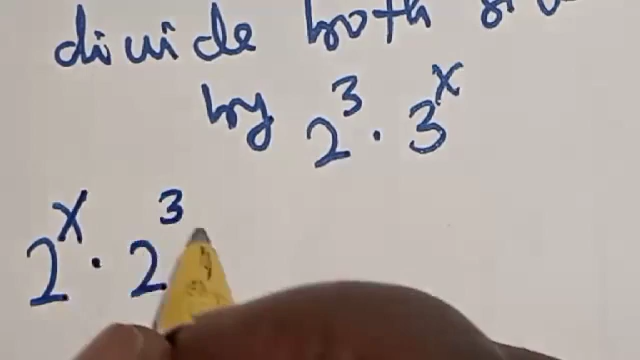 divide both
by 2³ · 3ˣ
2ˣ · 2³